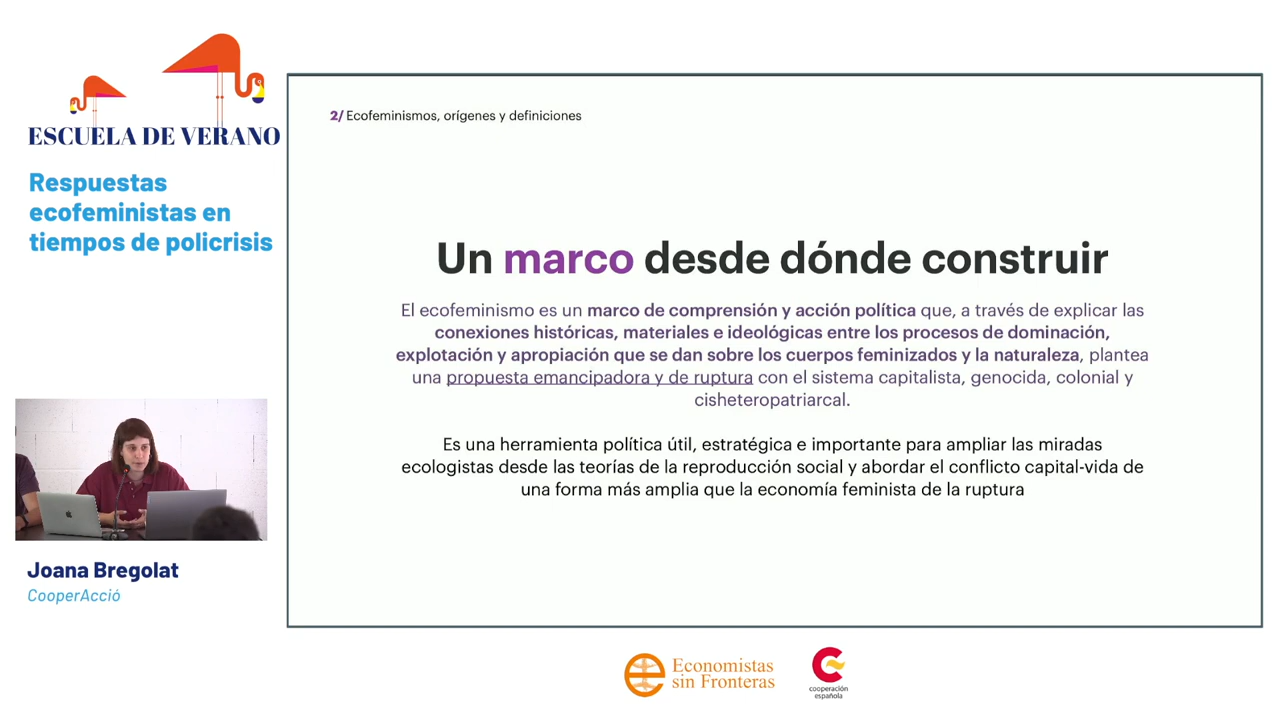 ESCUELA DE VERANO
Respuestas
ecofeministas en
tiempos de policrisis
2/ Ecofeminismos, orígenes y definiciones
Un marco desde dónde construir
El ecofeminismo es un marco de comprensión y acción política que, a través de explicar las
conexiones históricas, materiales e ideológicas entre los procesos de dominación,
explotación y apropiación que se dan sobre los cuerpos feminizados y la naturaleza, plantea
una propuesta emancipadora y de ruptura con el sistema capitalista, genocida, colonial y
cisheteropatriarcal.
Es una herramienta política útil, estratégica e importante para ampliar las miradas
ecologistas desde las teorías de la reproducción social y abordar el conflicto capital-vida de
una forma más amplia que la economía feminista de la ruptura
Joana Bregolat
CooperAcció
Economistas
sin Fronteras
cooperación
española